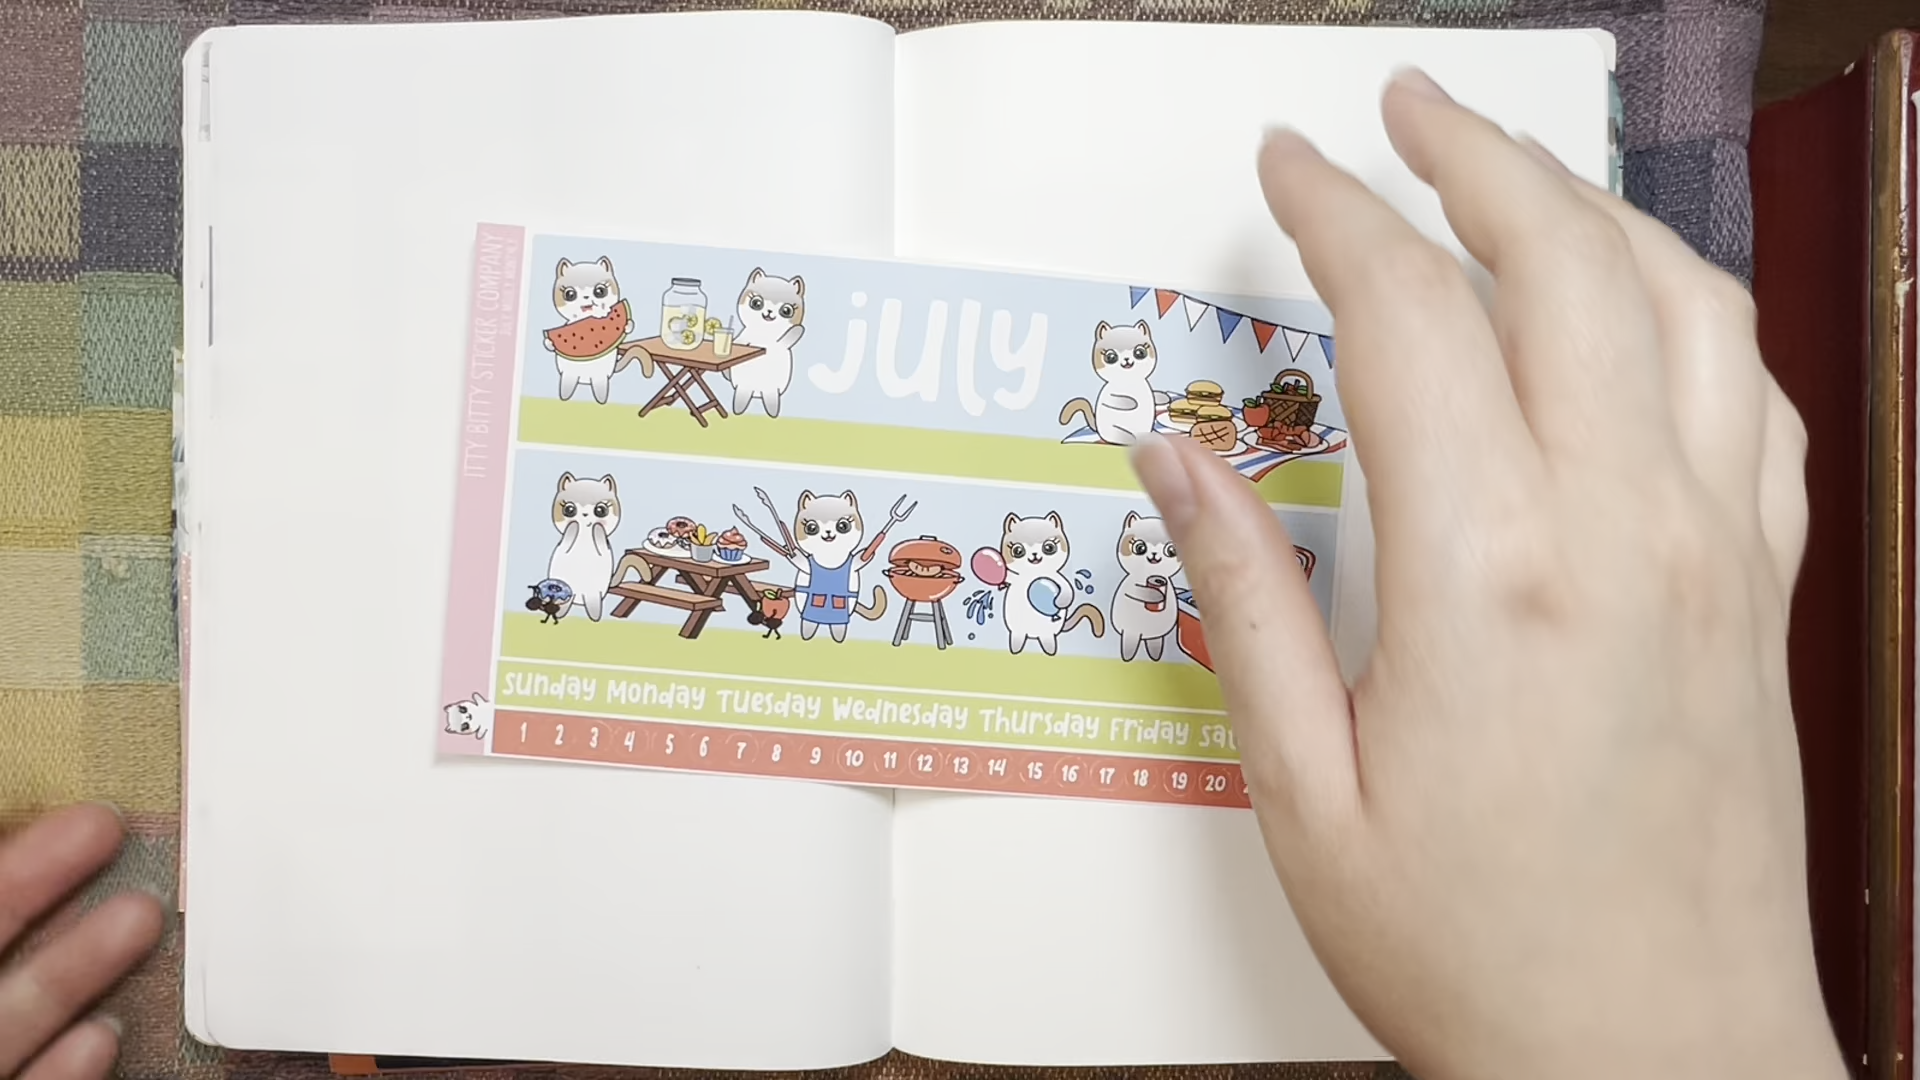 ITTY BITTY STICKER COMPANY
july
Sunday Monday Tuesday Wednesday Thursday Friday
1 2 3 4 5 6 7 8 9 10 11 12 13 14 15 16 17 18 19 20